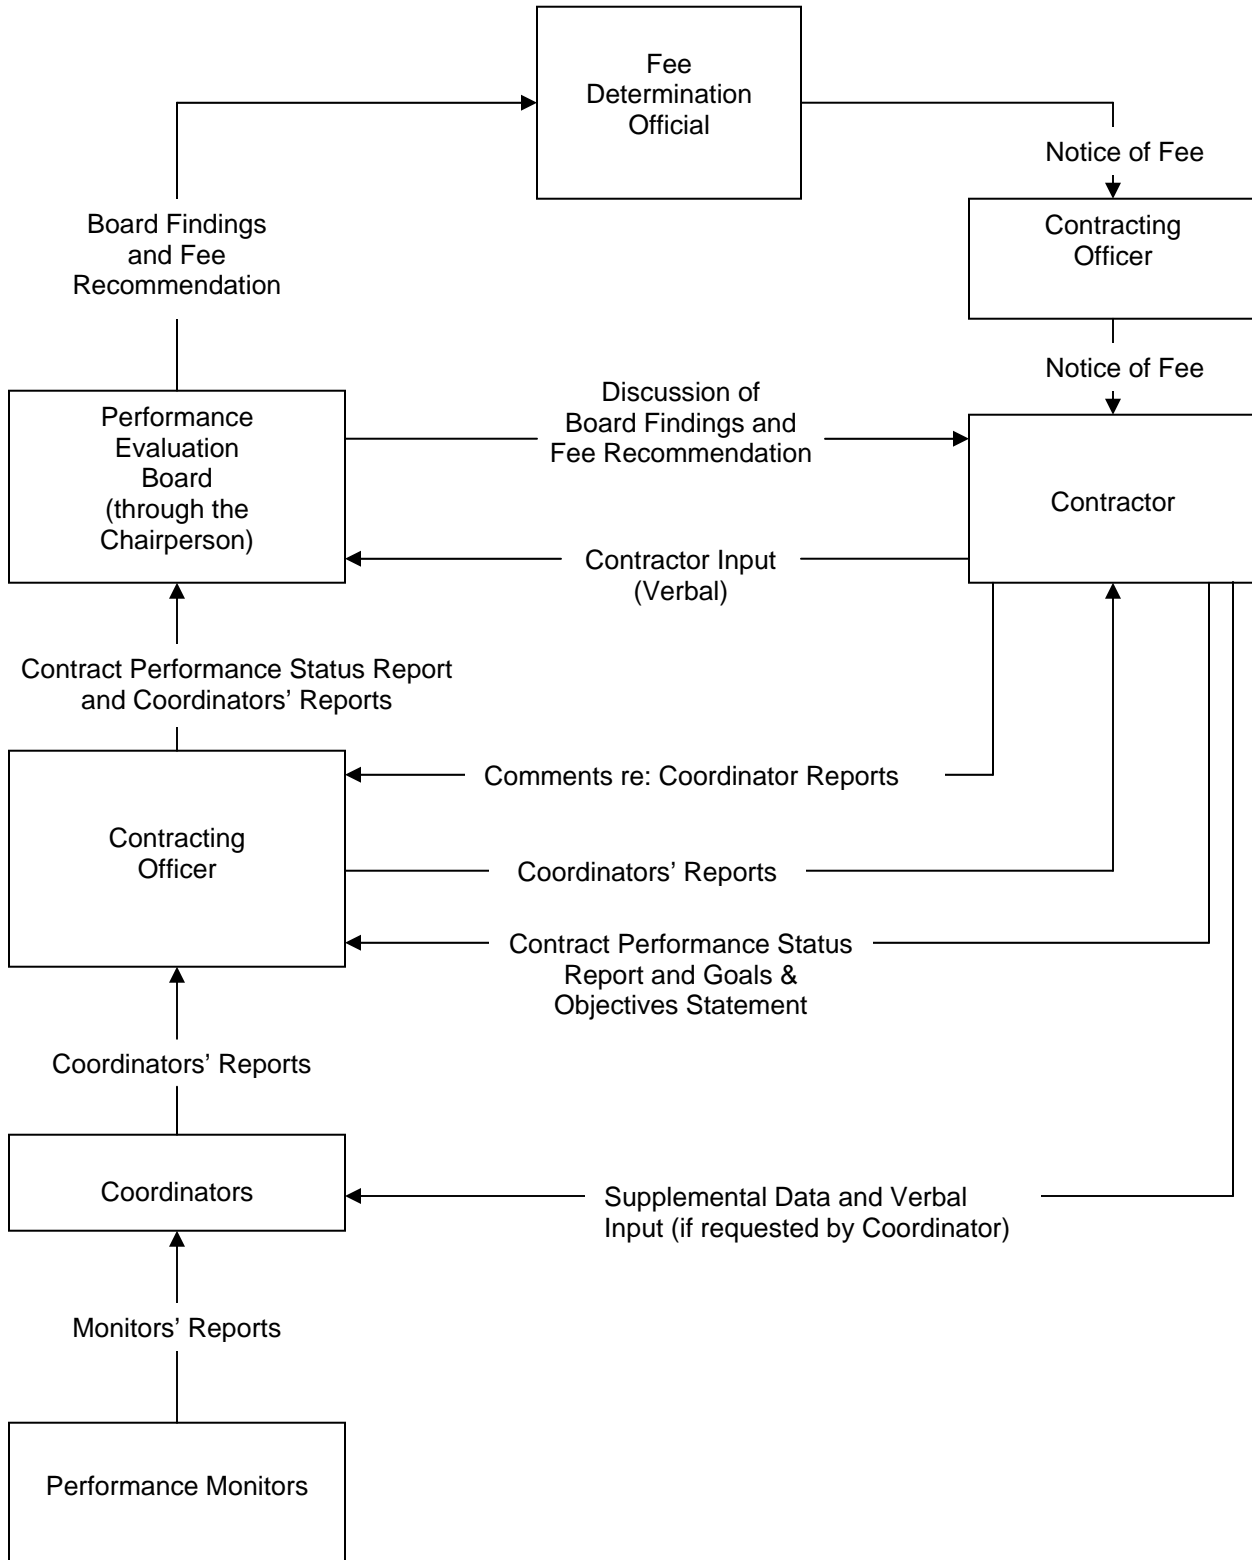 Fee
Determination
Official
Notice of Fee
Board Findings
and Fee
Recommendation
Contracting
Officer
Notice of Fee
Performance
Evaluation
Board
(through the
Chairperson)
Discussion of
Board Findings and
Fee Recommendation
Contractor
Contractor Input
(Verbal)
Contract Performance Status Report
and Coordinators’ Reports
Comments re: Coordinator Reports
Contracting
Officer
Coordinators’ Reports
Contract Performance Status
Report and Goals &
Objectives Statement
Coordinators’ Reports
Coordinators
Supplemental Data and Verbal
Input (if requested by Coordinator)
Monitors’ Reports
Performance Monitors